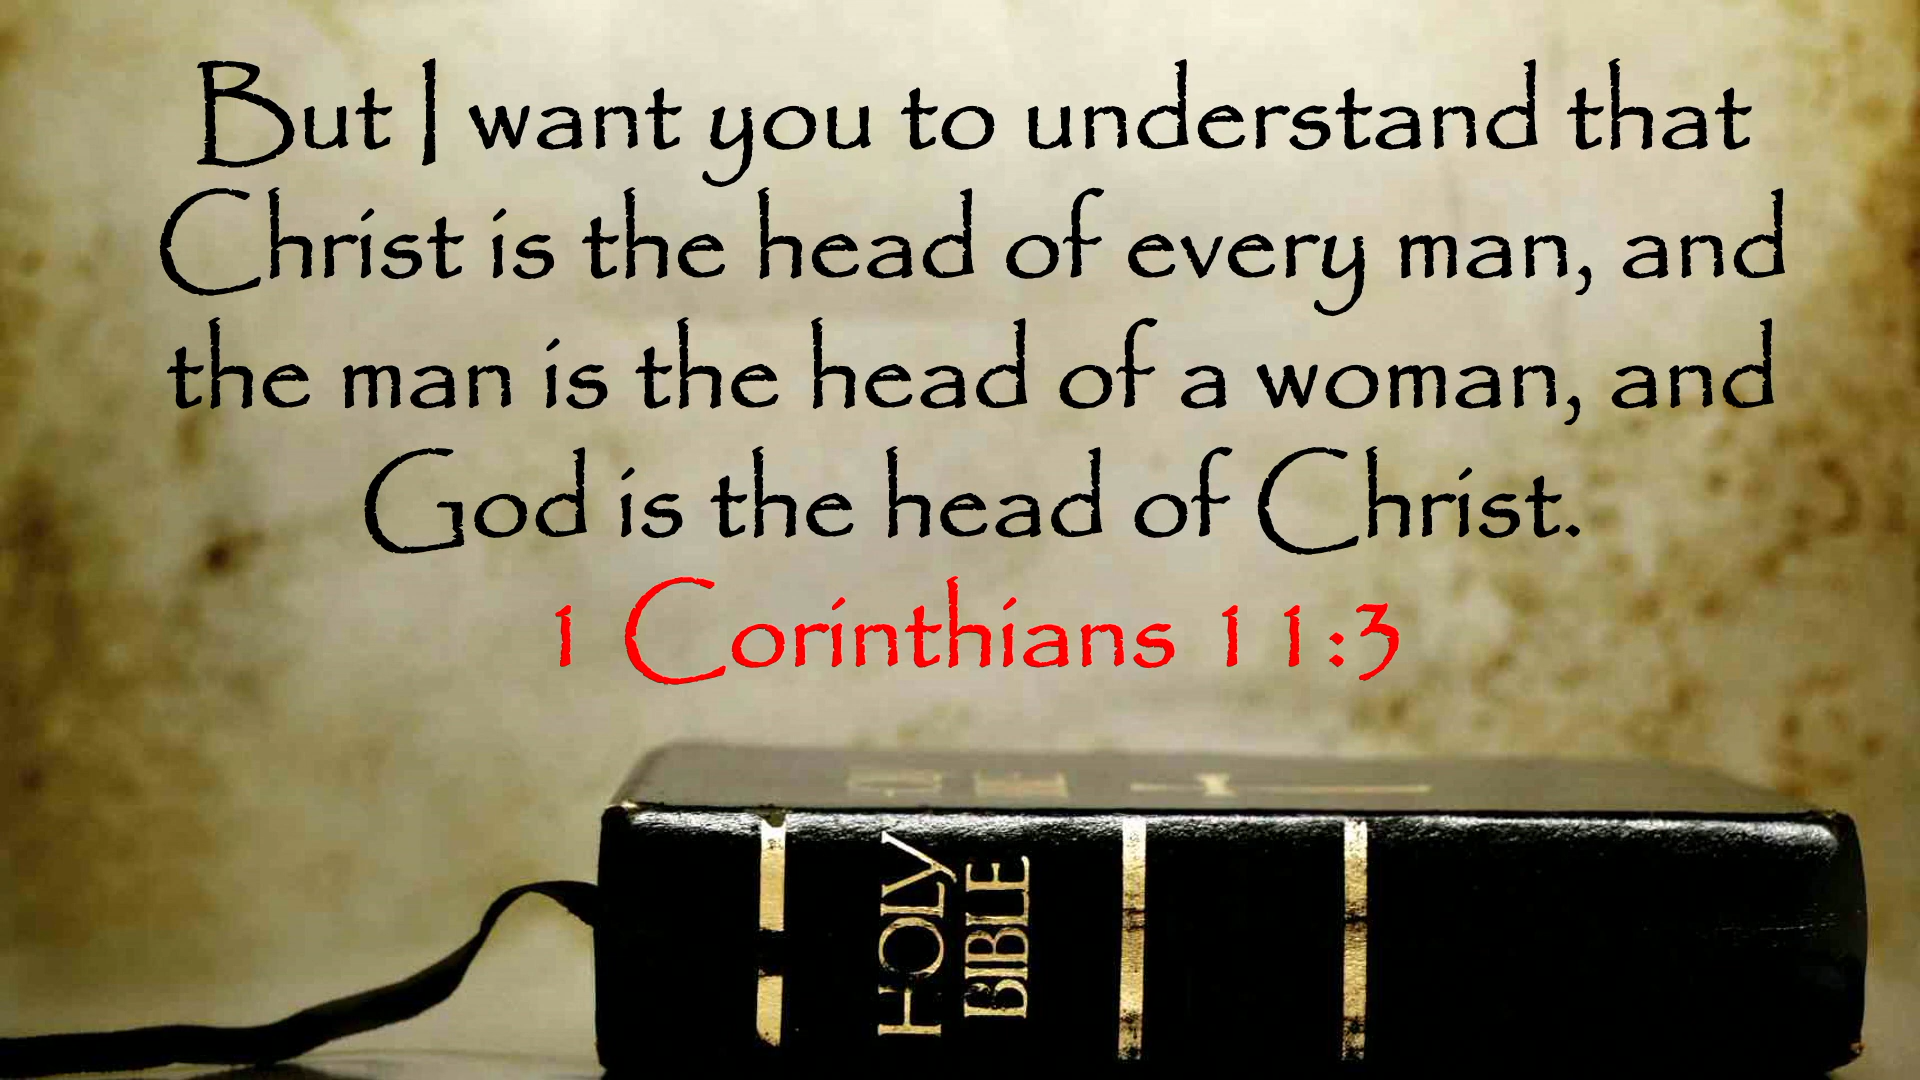 But I want you to understand that
Christ is the head of every man, and
the man is the head of a woman, and
God is the head of Christ.
1 Corinthians 11:3
HOLY
BIBLE